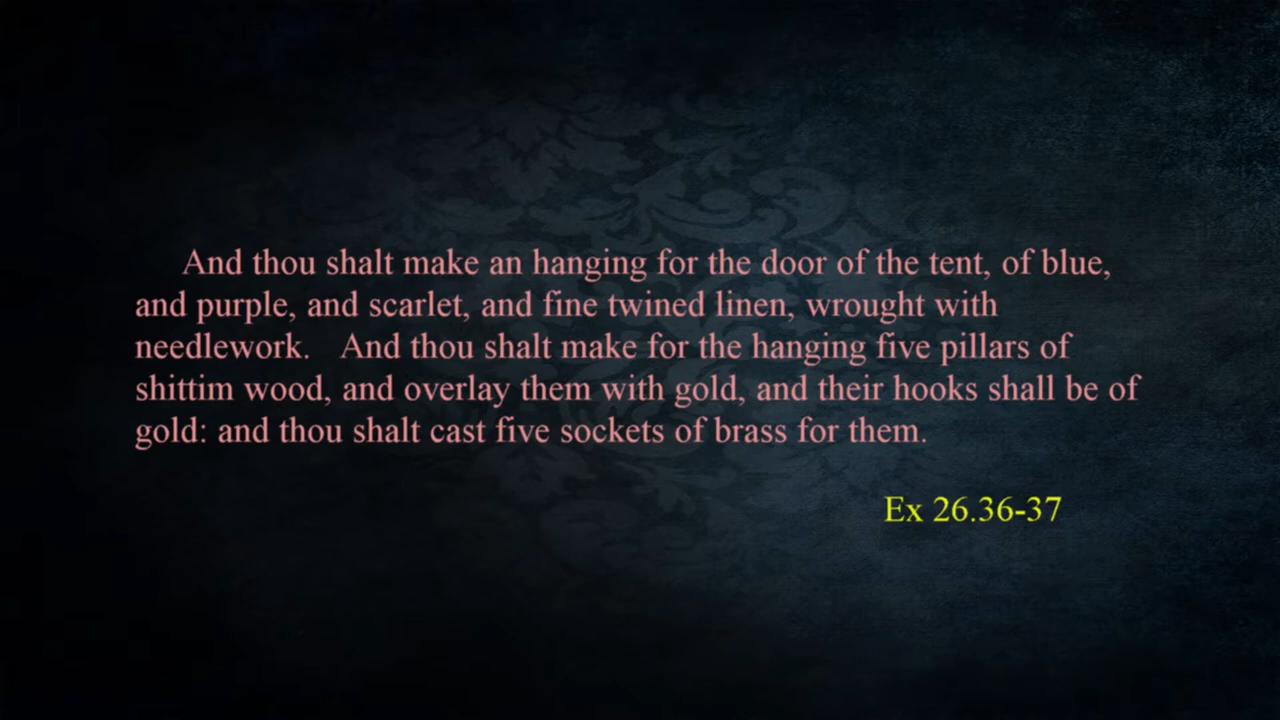 And thou shalt make an hanging for the door of the tent, of blue,
and purple, and scarlet, and fine twined linen, wrought with
needlework. And thou shalt make for the hanging five pillars of
shittim wood, and overlay them with gold, and their hooks shall be of
gold: and thou shalt cast five sockets of brass for them.
Ex 26.36-37